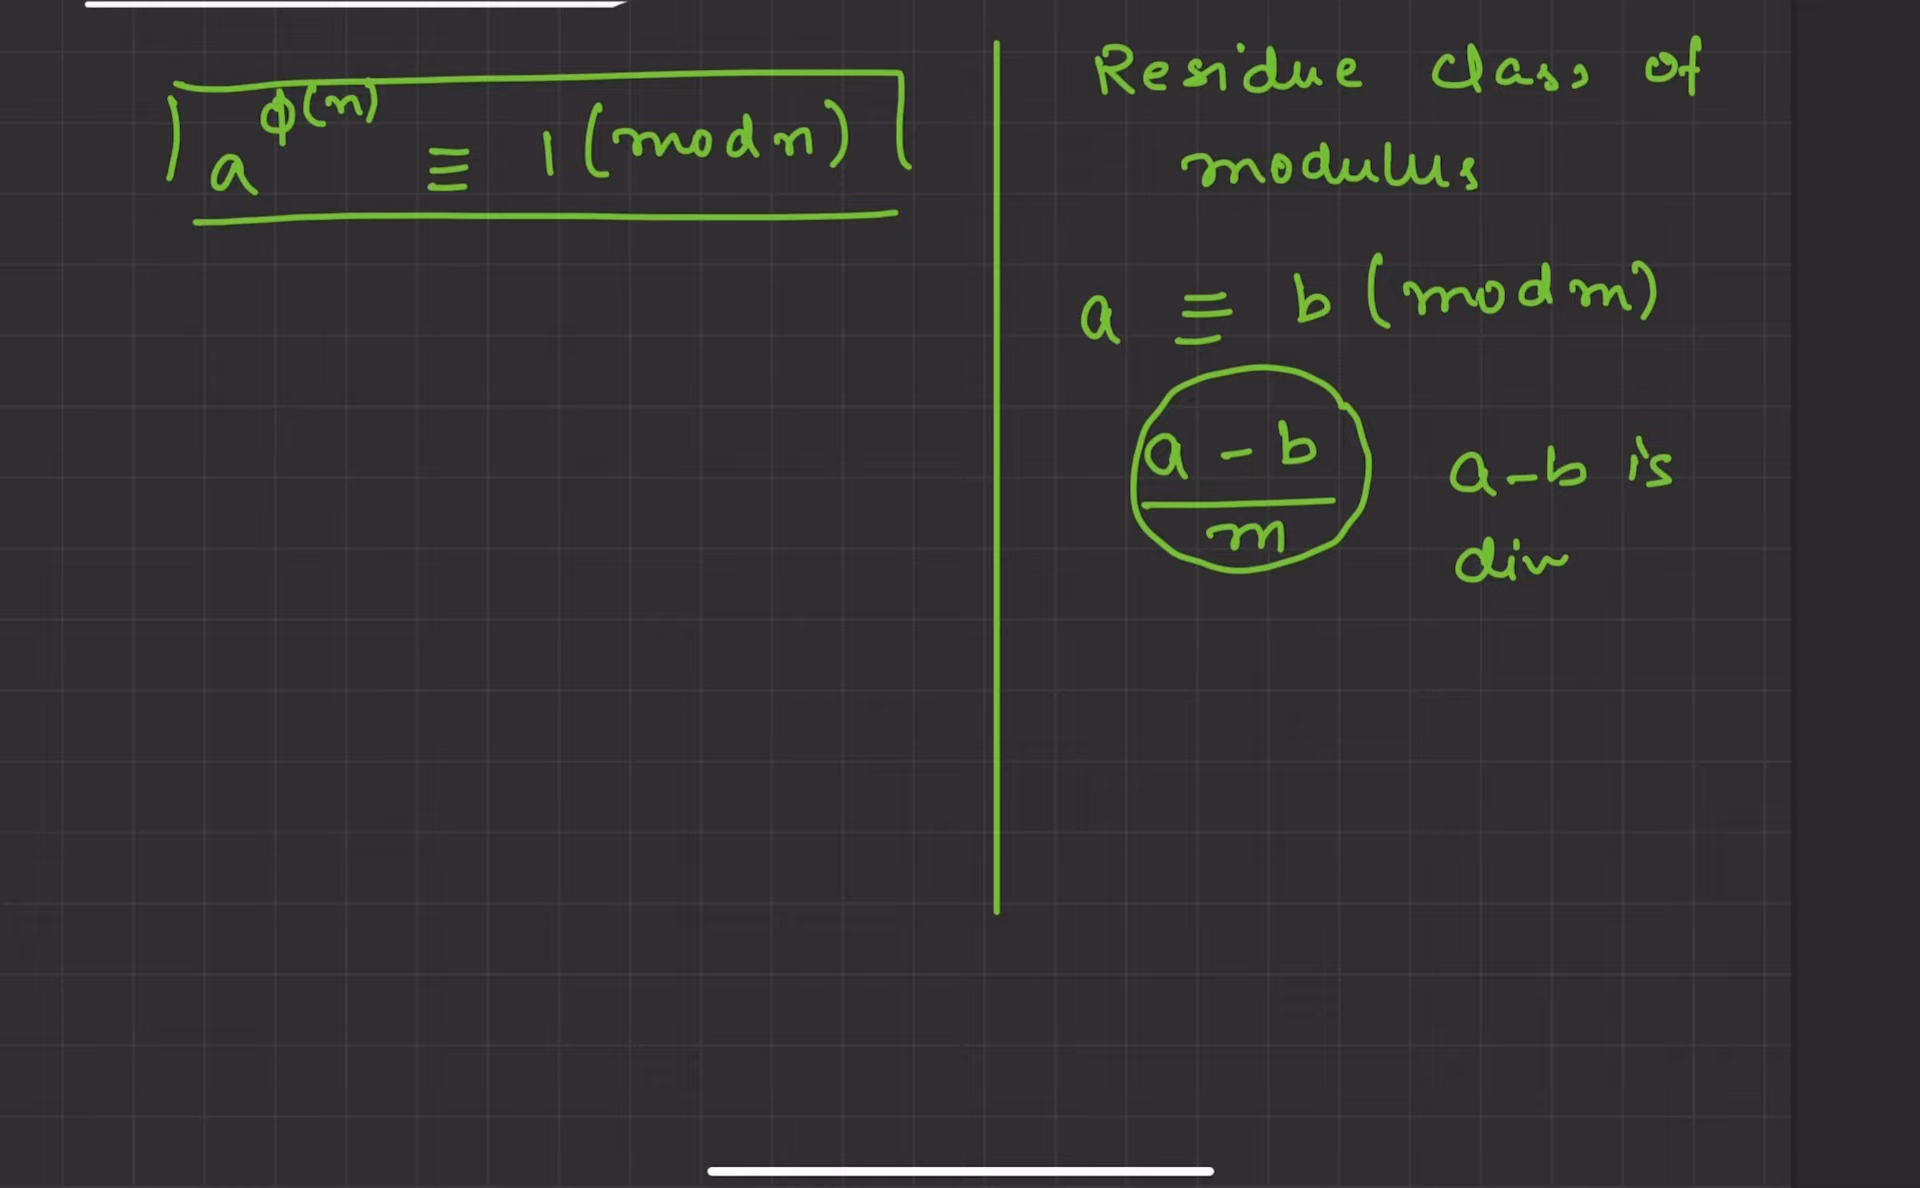 a^φ(n) ≡ 1 (mod n)
Residue class of
modulus
a ≡ b (mod m)
a - b
m
a - b is
div